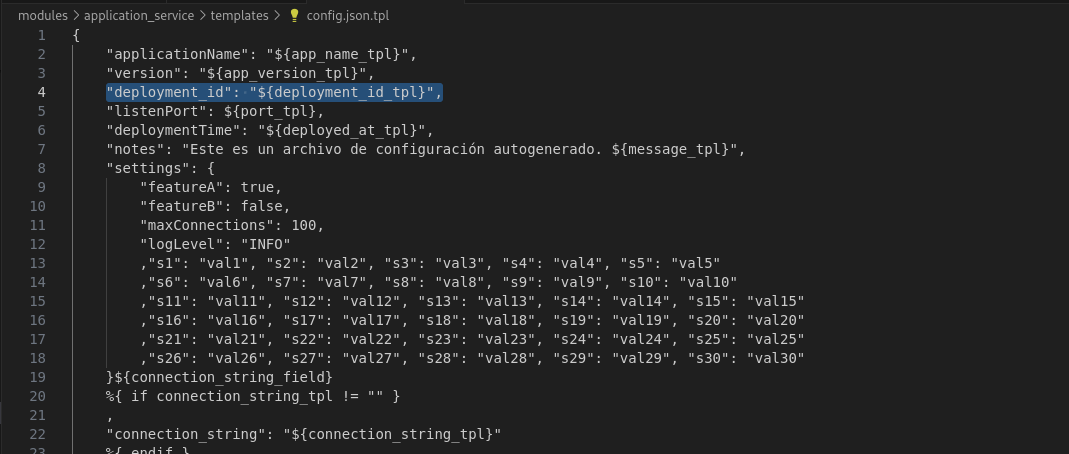 modules > application_service > templates > config.json.tpl
1 {
2 "applicationName": "${app_name_tpl}",
3 "version": "${app_version_tpl}",
4 "deployment_id": "${deployment_id_tpl}",
5 "listenPort": ${port_tpl},
6 "deploymentTime": "${deployed_at_tpl}",
7 "notes": "Este es un archivo de configuración autogenerado. ${message_tpl}",
8 "settings": {
9 "featureA": true,
10 "featureB": false,
11 "maxConnections": 100,
12 "logLevel": "INFO"
13 ,"s1": "val1", "s2": "val2", "s3": "val3", "s4": "val4", "s5": "val5"
14 ,"s6": "val6", "s7": "val7", "s8": "val8", "s9": "val9", "s10": "val10"
15 ,"s11": "val11", "s12": "val12", "s13": "val13", "s14": "val14", "s15": "val15"
16 ,"s16": "val16", "s17": "val17", "s18": "val18", "s19": "val19", "s20": "val20"
17 ,"s21": "val21", "s22": "val22", "s23": "val23", "s24": "val24", "s25": "val25"
18 ,"s26": "val26", "s27": "val27", "s28": "val28", "s29": "val29", "s30": "val30"
19 }${connection_string_field}
20 %{ if connection_string_tpl != "" }
21 ,
22 "connection_string": "${connection_string_tpl}"
23 %{ endif }